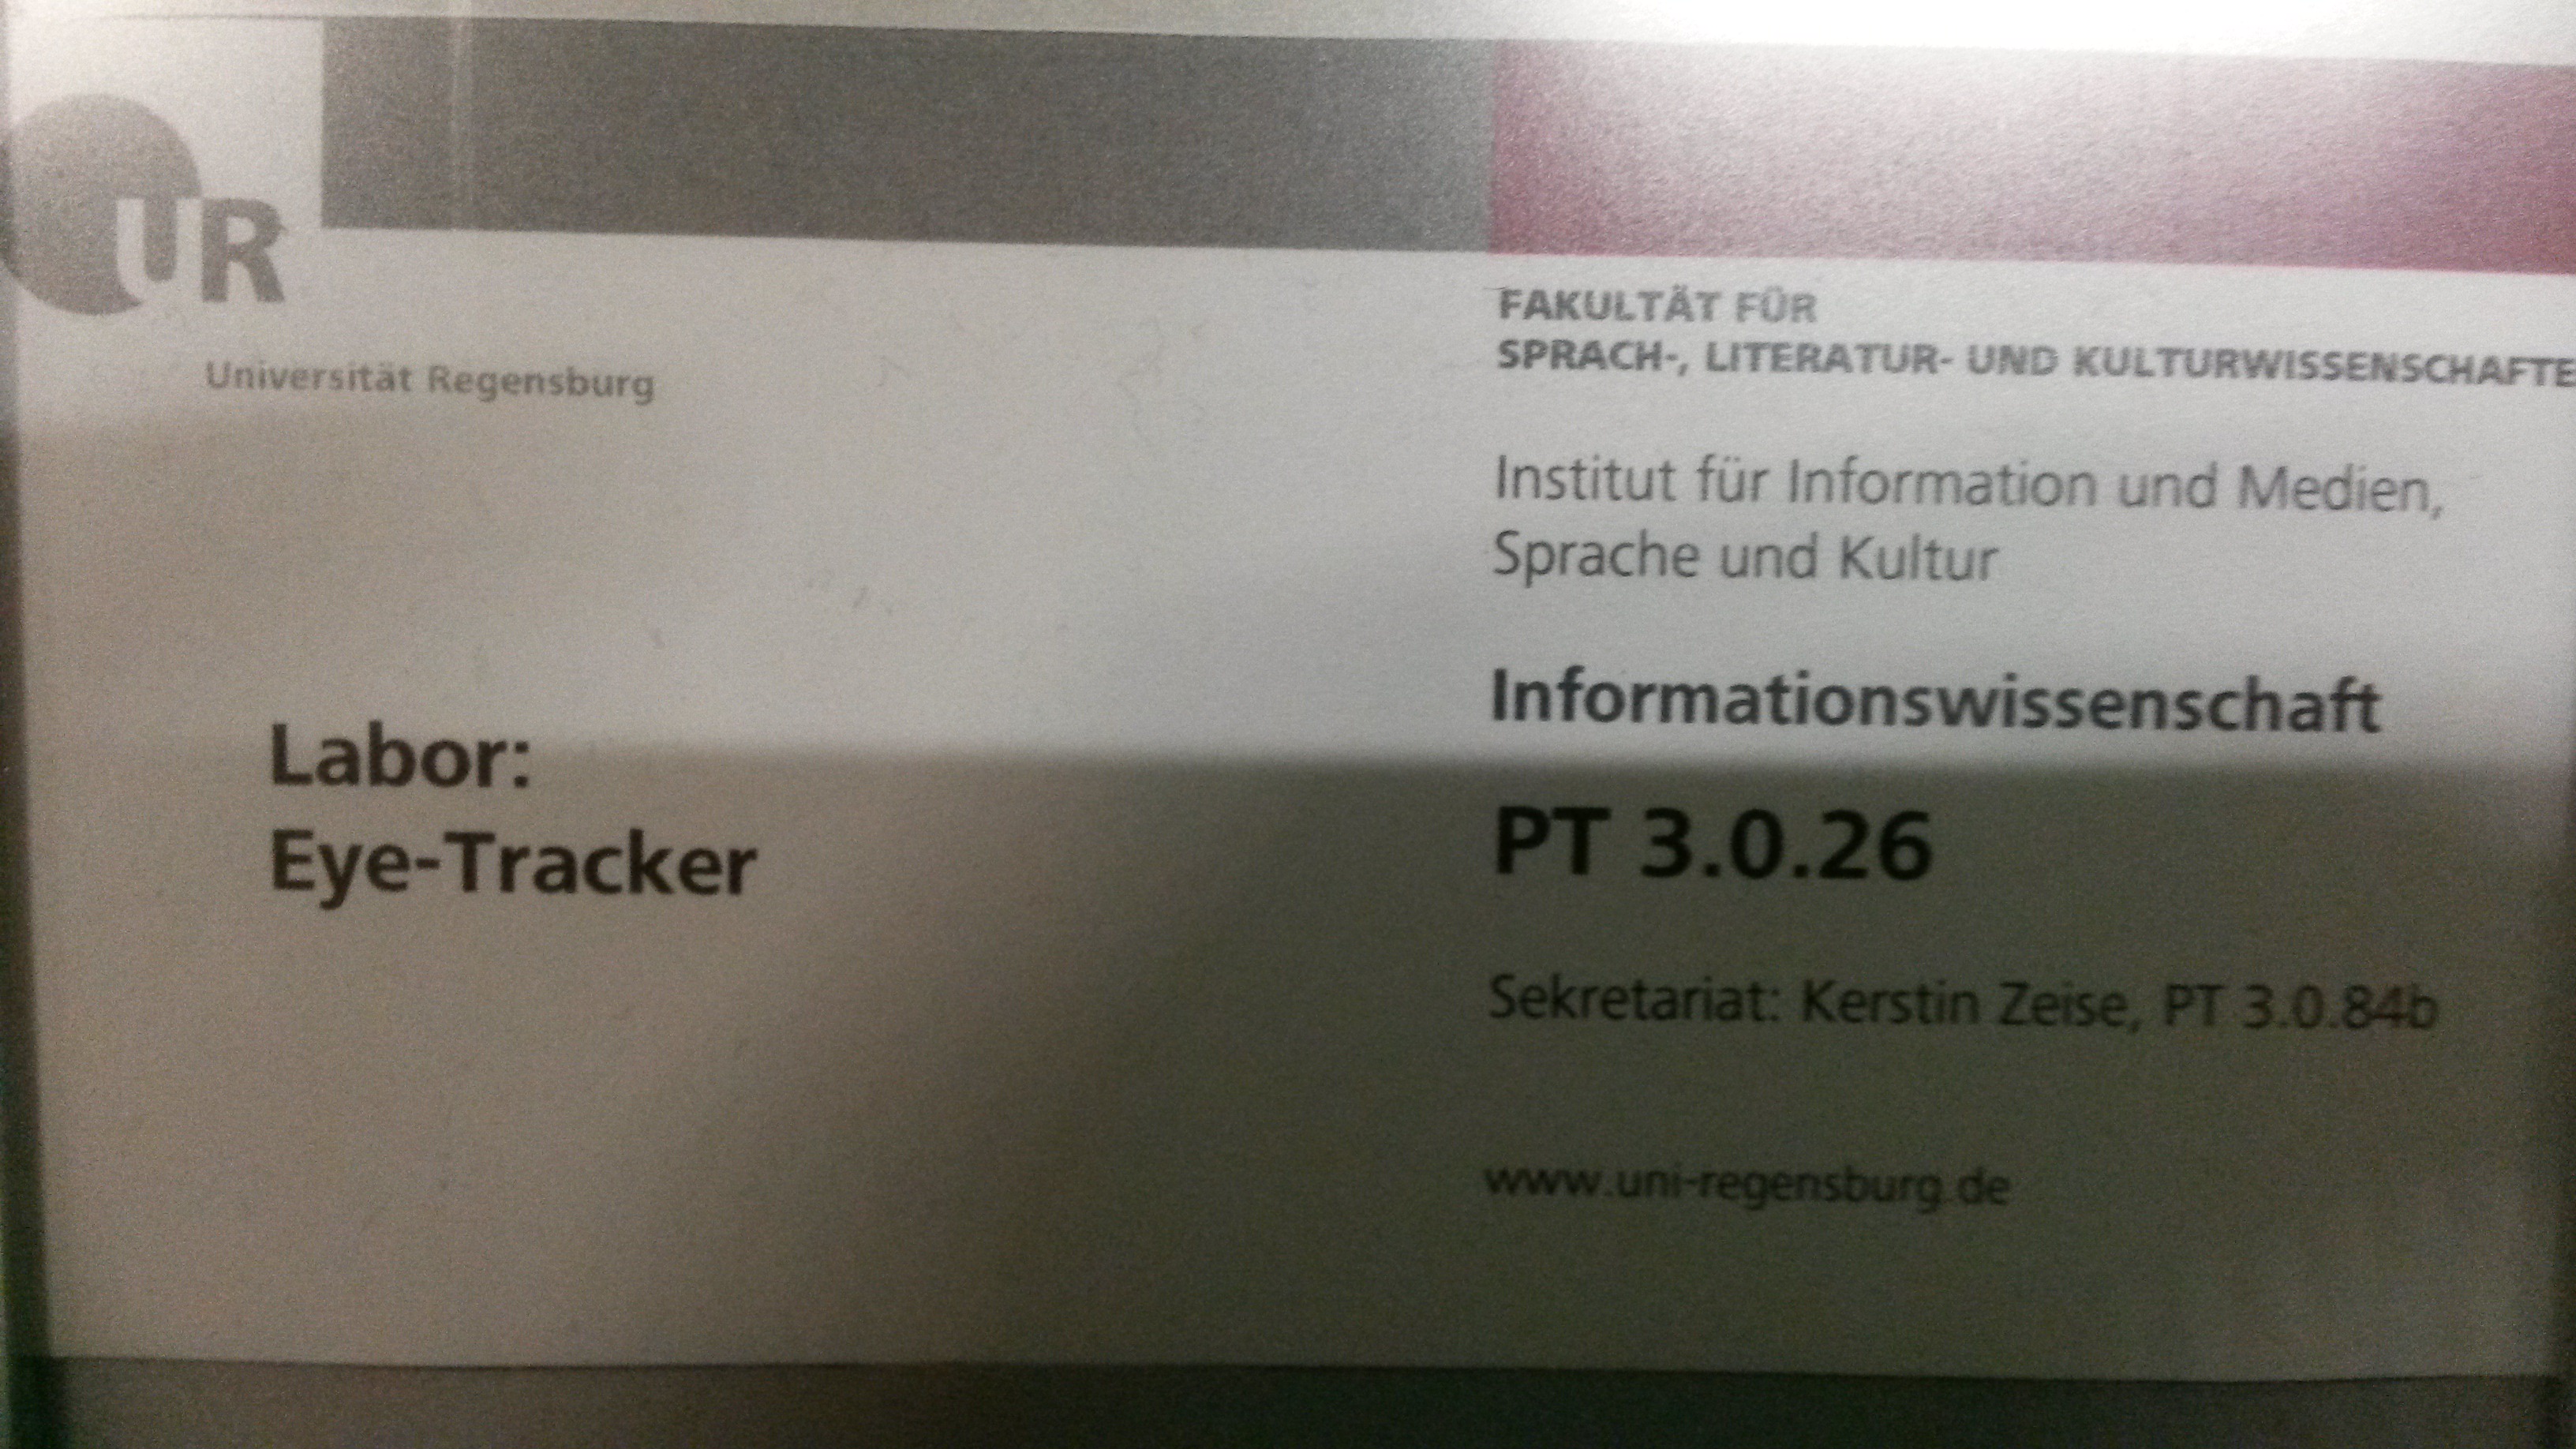 UR
Universität Regensburg
Labor:
Eye-Tracker
FAKULTÄT FÜR
SPRACH-, LITERATUR- UND KULTURWISSENSCHAFTE
Institut für Information und Medien,
Sprache und Kultur
Informationswissenschaft
PT 3.0.26
Sekretariat: Kerstin Zeise, PT 3.0.84b
www.uni-regensburg.de